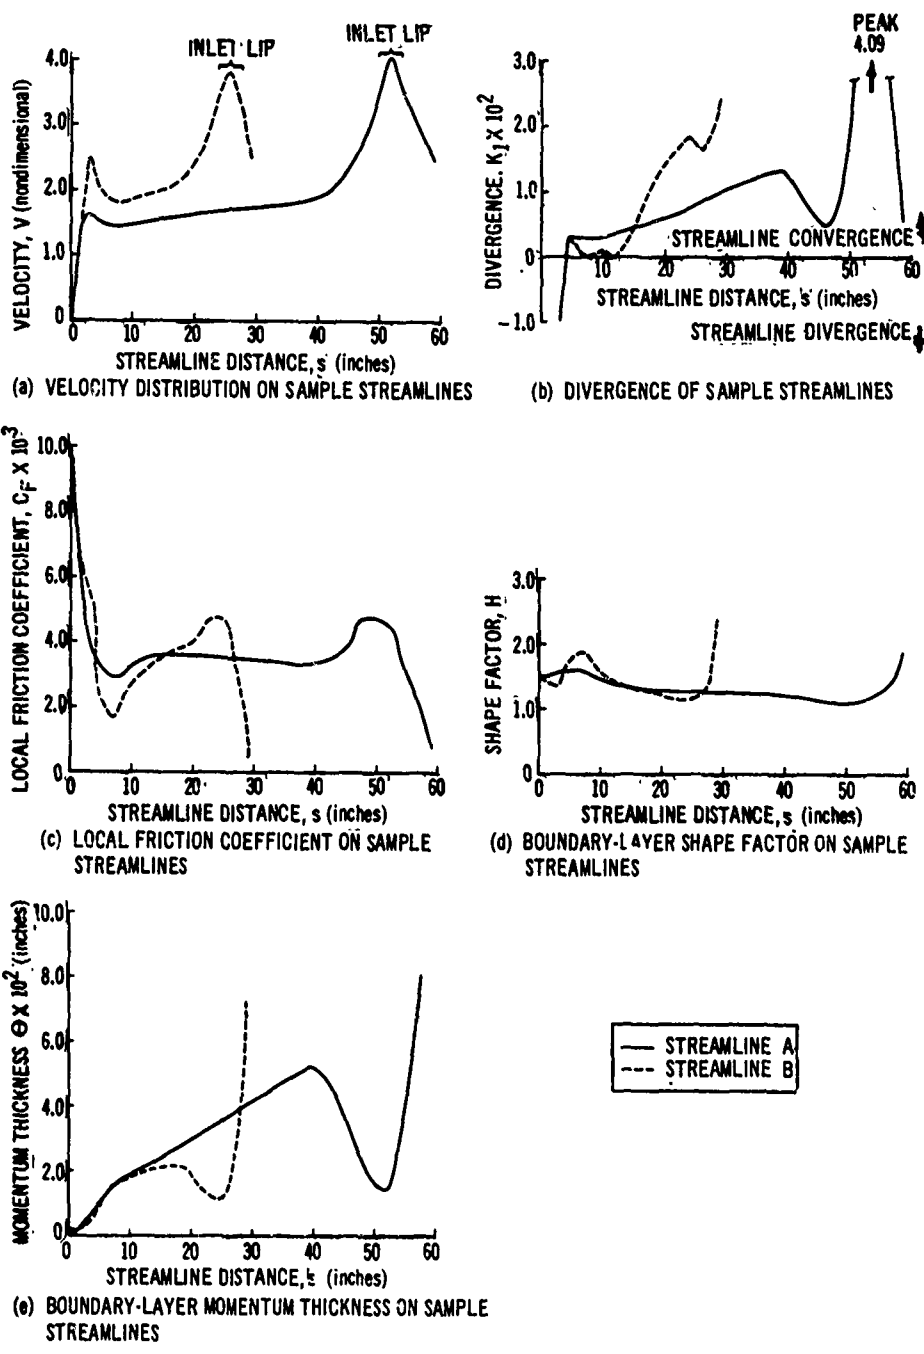 INLET LIP
INLET LIP
4.0
3.0
2.0
1.0
0
VELOCITY, V (nondimensional)
0 10 20 30 40 50 60
STREAMLINE DISTANCE, s (inches)
(a) VELOCITY DISTRIBUTION ON SAMPLE STREAMLINES
PEAK
4.09
3.0
2.0
1.0
0
-1.0
DIVERGENCE. K₁ X 10²
STREAMLINE CONVERGENCE
10 20 30 40 50 60
STREAMLINE DISTANCE, s (inches)
STREAMLINE DIVERGENCE
(b) DIVERGENCE OF SAMPLE STREAMLINES
10.0
8.0
6.0
4.0
2.0
0
LOCAL FRICTION COEFFICIENT, C_F X 10⁻³
0 10 20 30 40 50 60
STREAMLINE DISTANCE, s (inches)
(c) LOCAL FRICTION COEFFICIENT ON SAMPLE
STREAMLINES
3.0
2.0
1.0
0
SHAPE FACTOR, H
0 10 20 30 40 50 60
STREAMLINE DISTANCE, s (inches)
(d) BOUNDARY-LAYER SHAPE FACTOR ON SAMPLE
STREAMLINES
10.0
8.0
6.0
4.0
2.0
0
MOMENTUM THICKNESS Θ X 10² (inches)
0 10 20 30 40 50 60
STREAMLINE DISTANCE, (inches)
(e) BOUNDARY-LAYER MOMENTUM THICKNESS ON SAMPLE
STREAMLINES
STREAMLINE A
STREAMLINE B